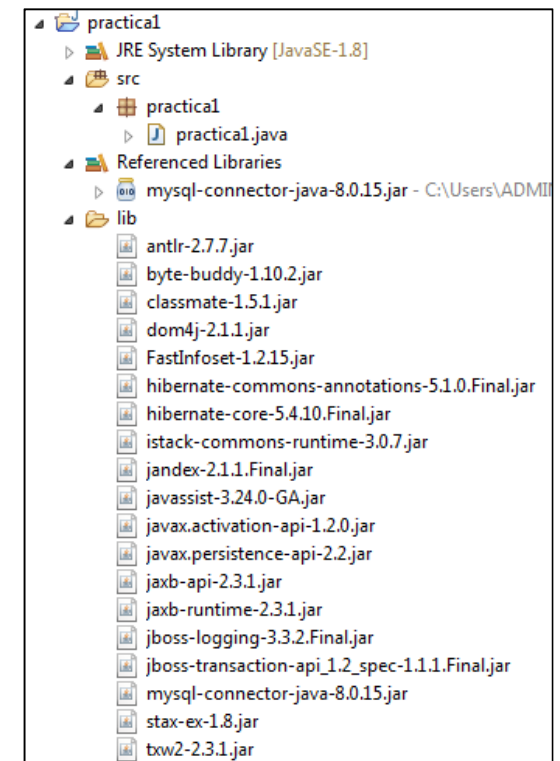 practica1
JRE System Library [JavaSE-1.8]
src
practica1
practica1.java
Referenced Libraries
mysql-connector-java-8.0.15.jar - C:\Users\ADMI
lib
antlr-2.7.7.jar
byte-buddy-1.10.2.jar
classmate-1.5.1.jar
dom4j-2.1.1.jar
FastInfoset-1.2.15.jar
hibernate-commons-annotations-5.1.0.Final.jar
hibernate-core-5.4.10.Final.jar
istack-commons-runtime-3.0.7.jar
jandex-2.1.1.Final.jar
javassist-3.24.0-GA.jar
javax.activation-api-1.2.0.jar
javax.persistence-api-2.2.jar
jaxb-api-2.3.1.jar
jaxb-runtime-2.3.1.jar
jboss-logging-3.3.2.Final.jar
jboss-transaction-api_1.2_spec-1.1.1.Final.jar
mysql-connector-java-8.0.15.jar
stax-ex-1.8.jar
txw2-2.3.1.jar